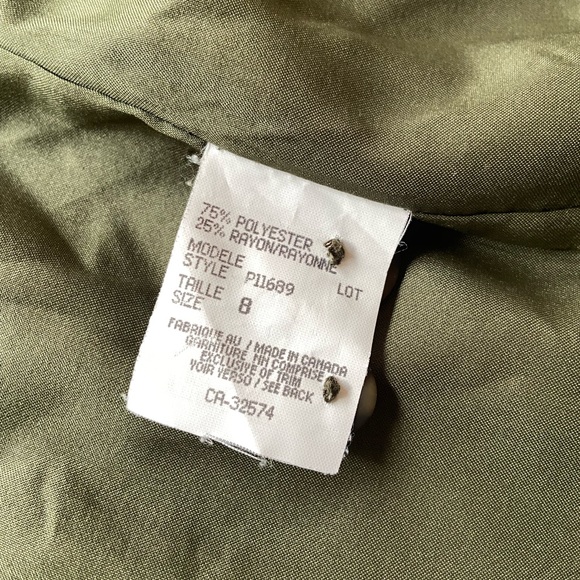 75% POLYESTER
25% RAYON/RAYONNE
MODELE
STYLE P11689 LOT
TAILLE
SIZE 8
FABRIQUE AU / MADE IN CANADA
GARNITURE NN COMPRISE
EXCLUSIVE OF TRIM
VOIR VERSO / SEE BACK
CA-32574